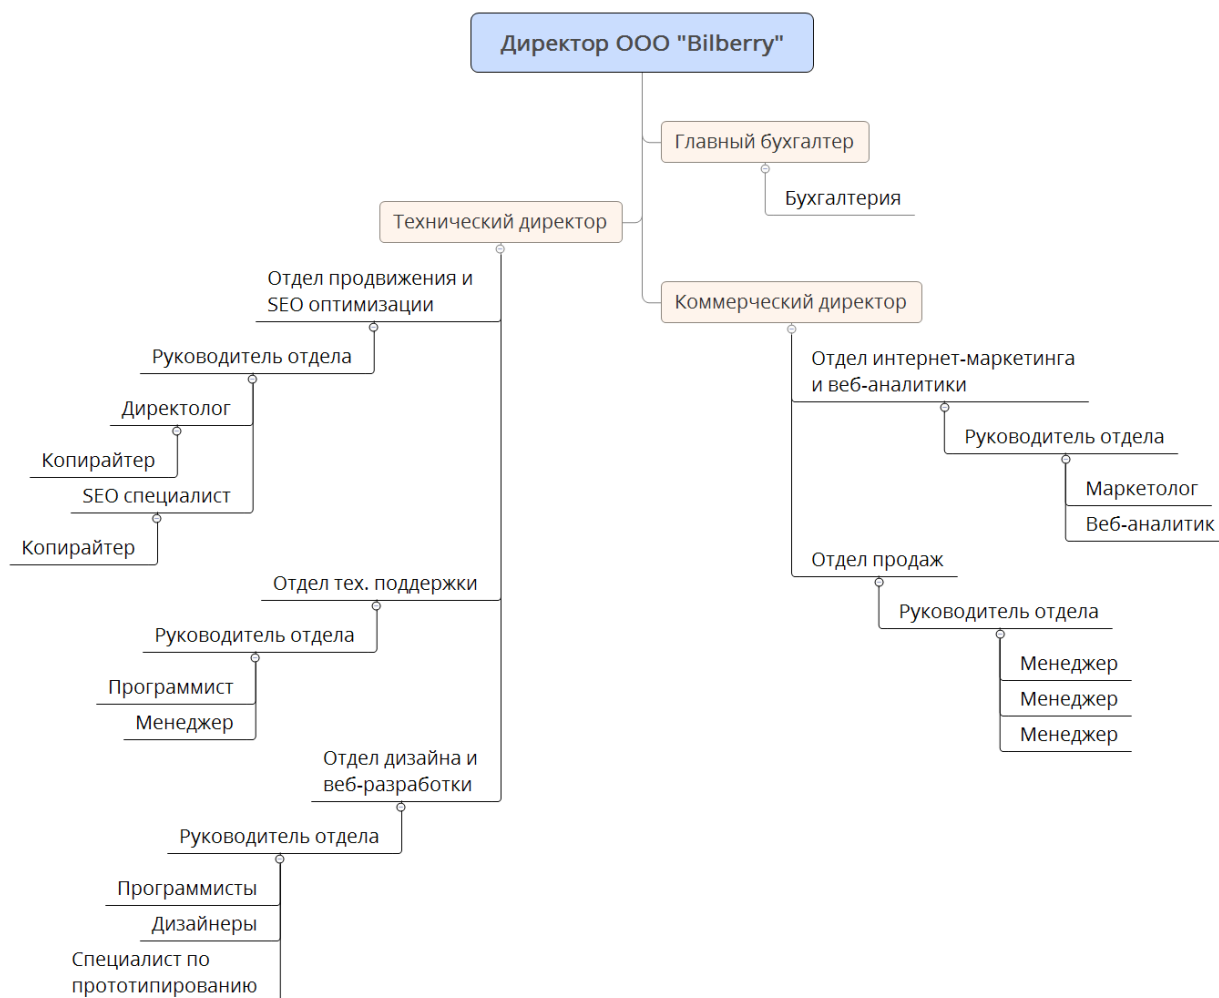 Директор ООО "Bilberry"
Главный бухгалтер
Бухгалтерия
Технический директор
Отдел продвижения и
SEO оптимизации
Руководитель отдела
Директолог
Копирайтер
SEO специалист
Копирайтер
Отдел тех. поддержки
Руководитель отдела
Программист
Менеджер
Отдел дизайна и
веб-разработки
Руководитель отдела
Программисты
Дизайнеры
Специалист по
прототипированию
Коммерческий директор
Отдел интернет-маркетинга
и веб-аналитики
Руководитель отдела
Маркетолог
Веб-аналитик
Отдел продаж
Руководитель отдела
Менеджер
Менеджер
Менеджер